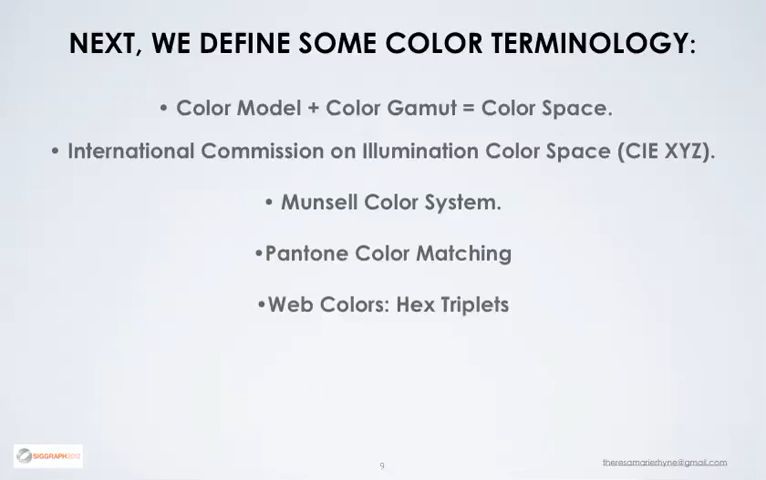 NEXT, WE DEFINE SOME COLOR TERMINOLOGY:
• Color Model + Color Gamut = Color Space.
• International Commission on Illumination Color Space (CIE XYZ).
• Munsell Color System.
•Pantone Color Matching
•Web Colors: Hex Triplets
SIGGRAPH2012
9
theresamarierhyne@gmail.com